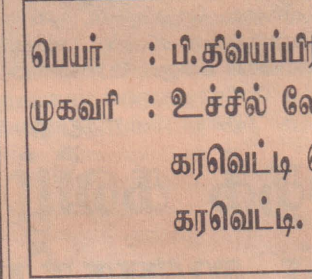 பெயர் : பி.திவ்யப்பி
முகவரி : உச்சில்
கரவெட்டி
கரவெட்டி.